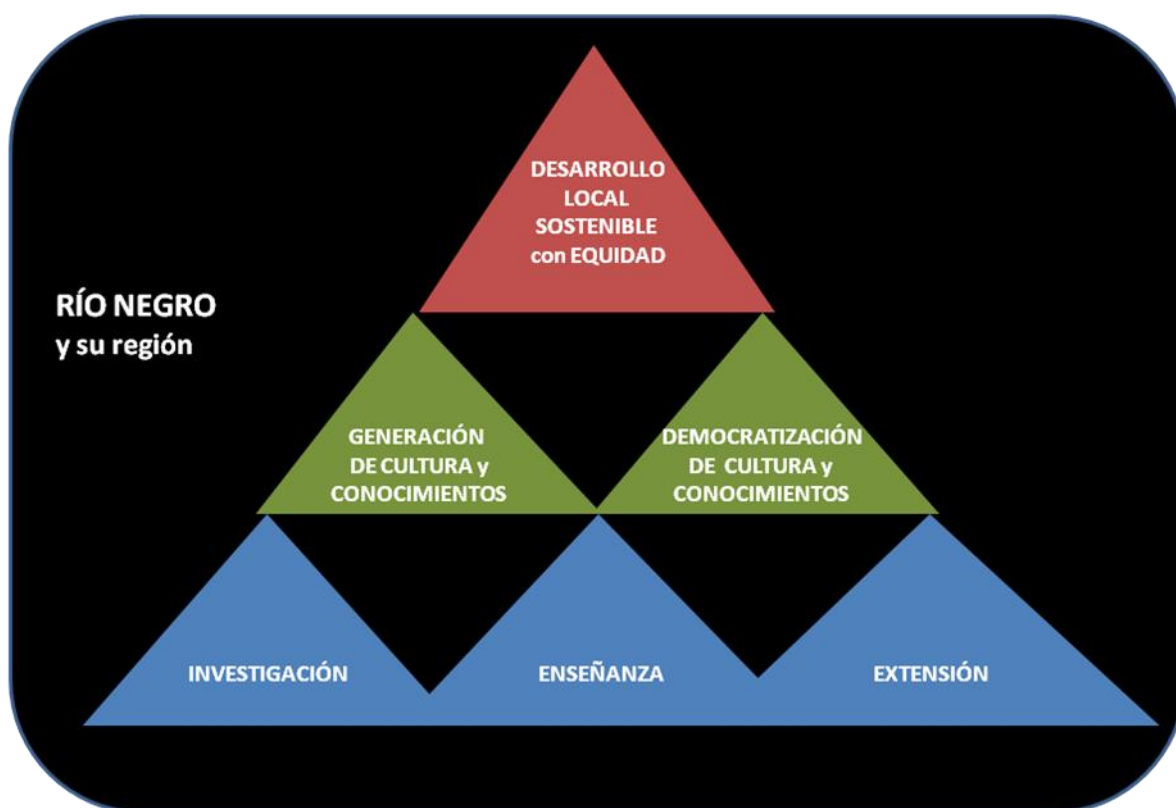 DESARROLLO
LOCAL
SOSTENIBLE
con EQUIDAD
RÍO NEGRO
y su región
GENERACIÓN
DE CULTURA y
CONOCIMIENTOS
DEMOCRATIZACIÓN
DE CULTURA y
CONOCIMIENTOS
INVESTIGACIÓN
ENSEÑANZA
EXTENSIÓN